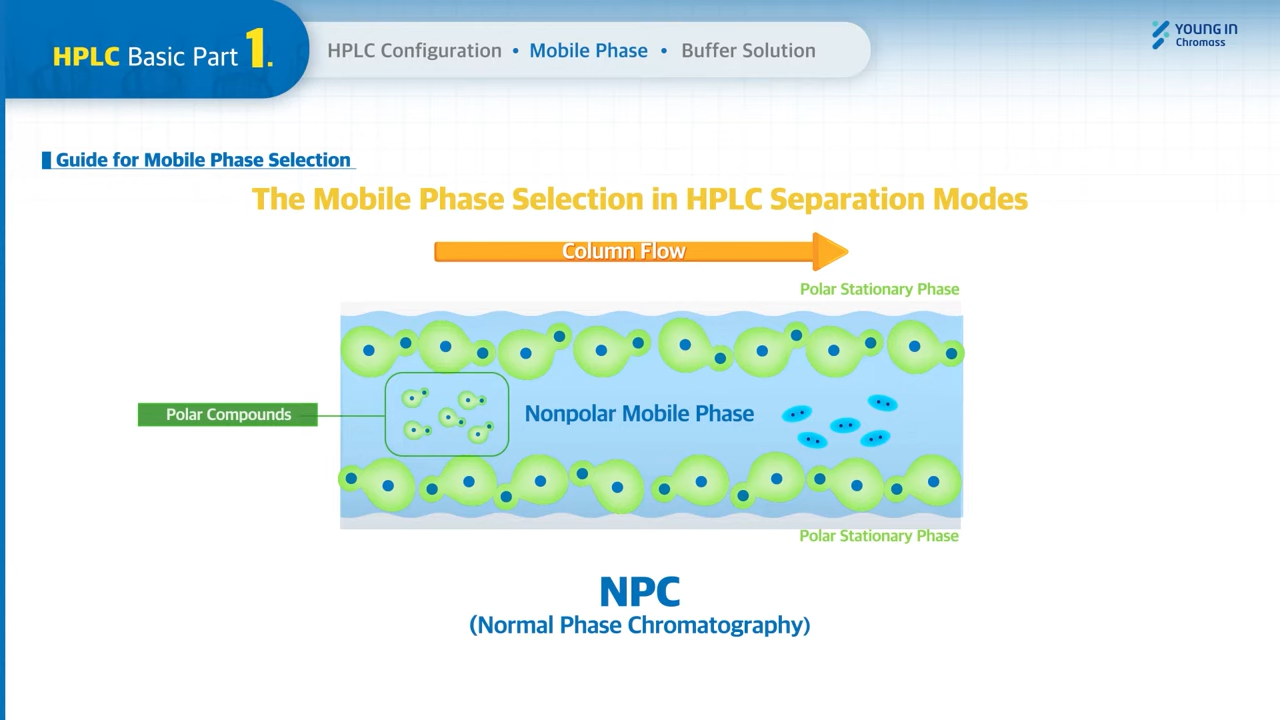 HPLC Basic Part 1.
HPLC Configuration • Mobile Phase • Buffer Solution
YOUNG IN
Chromass
Guide for Mobile Phase Selection
The Mobile Phase Selection in HPLC Separation Modes
Column Flow
Polar Stationary Phase
Polar Compounds
Nonpolar Mobile Phase
Polar Stationary Phase
NPC
(Normal Phase Chromatography)